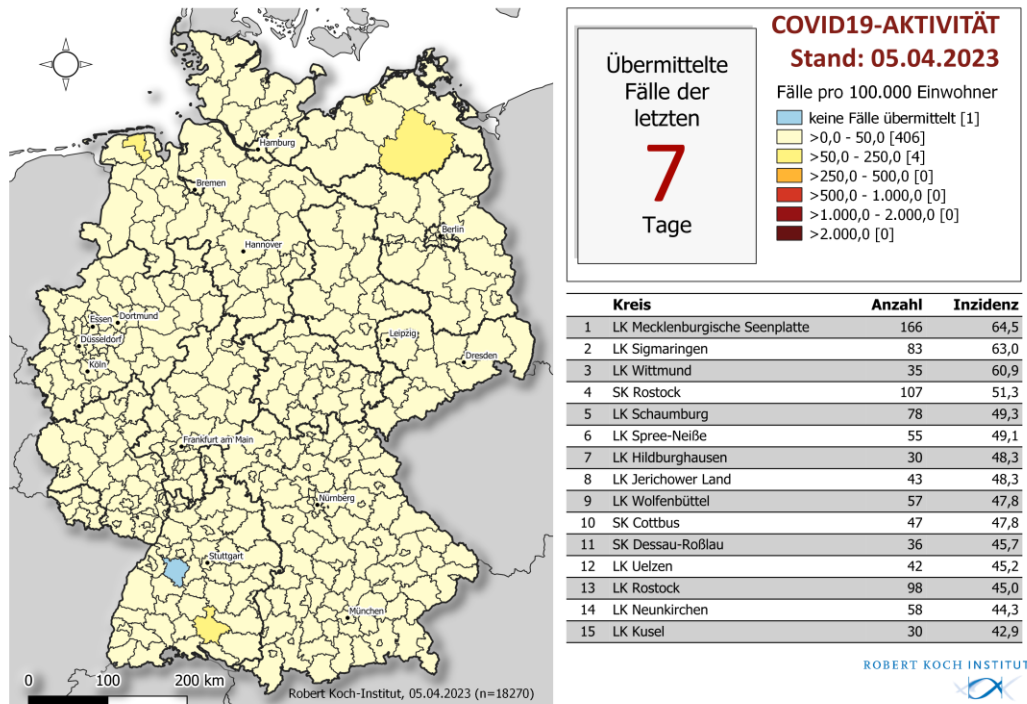 Hamburg
Bremen
Berlin
Hannover
Essen
Dortmund
Düsseldorf
Leipzig
Dresden
Köln
Frankfurt am Main
Nürnberg
Stuttgart
München
0 100 200 km
Robert Koch-Institut, 05.04.2023 (n=18270)
Übermittelte
Fälle der
letzten
7
Tage
COVID19-AKTIVITÄT
Stand: 05.04.2023
Fälle pro 100.000 Einwohner
keine Fälle übermittelt [1]
>0,0 - 50,0 [406]
>50,0 - 250,0 [4]
>250,0 - 500,0 [0]
>500,0 - 1.000,0 [0]
>1.000,0 - 2.000,0 [0]
>2.000,0 [0]
Kreis Anzahl Inzidenz
1 LK Mecklenburgische Seenplatte 166 64,5
2 LK Sigmaringen 83 63,0
3 LK Wittmund 35 60,9
4 SK Rostock 107 51,3
5 LK Schaumburg 78 49,3
6 LK Spree-Neiße 55 49,1
7 LK Hildburghausen 30 48,3
8 LK Jerichower Land 43 48,3
9 LK Wolfenbüttel 57 47,8
10 SK Cottbus 47 47,8
11 SK Dessau-Roßlau 36 45,7
12 LK Uelzen 42 45,2
13 LK Rostock 98 45,0
14 LK Neunkirchen 58 44,3
15 LK Kusel 30 42,9
ROBERT KOCH INSTITUT